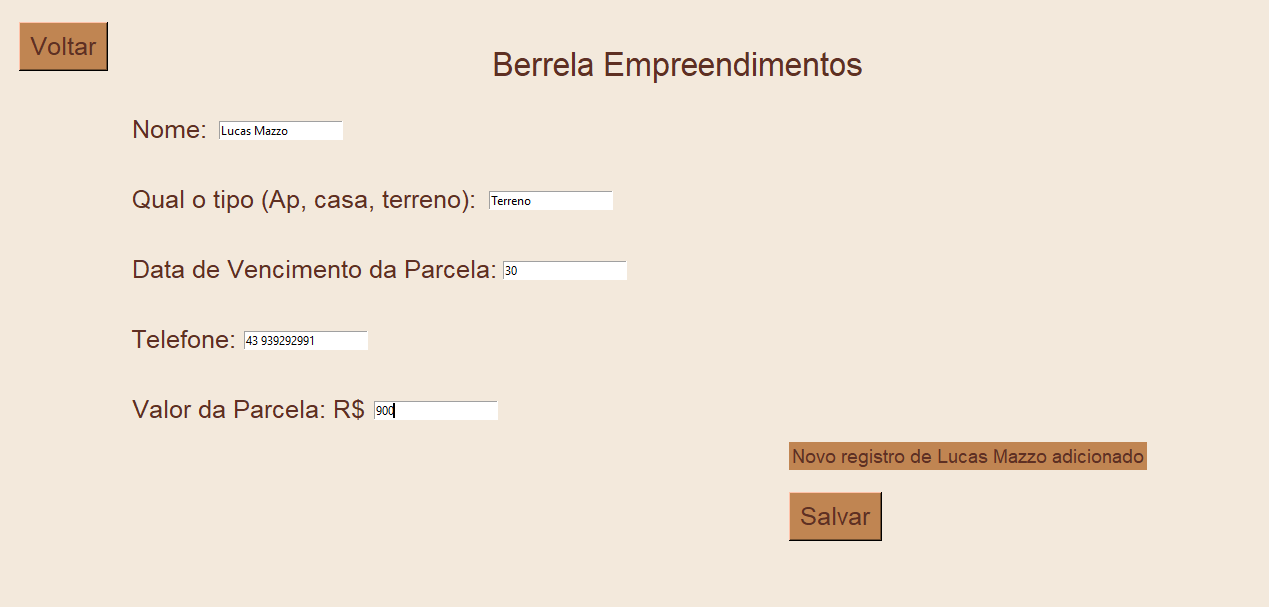 Voltar
Berrela Empreendimentos
Nome: Lucas Mazzo
Qual o tipo (Ap, casa, terreno): Terreno
Data de Vencimento da Parcela: 30
Telefone: 43 939292991
Valor da Parcela: R$ 900
Novo registro de Lucas Mazzo adicionado
Salvar